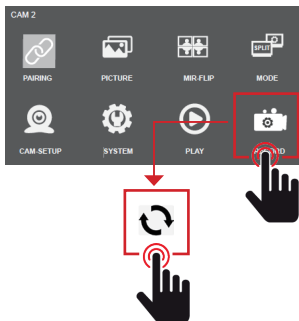 CAM 2
PAIRING
PICTURE
MIR-FLIP
SPLIT
MODE
CAM-SETUP
SYSTEM
PLAY